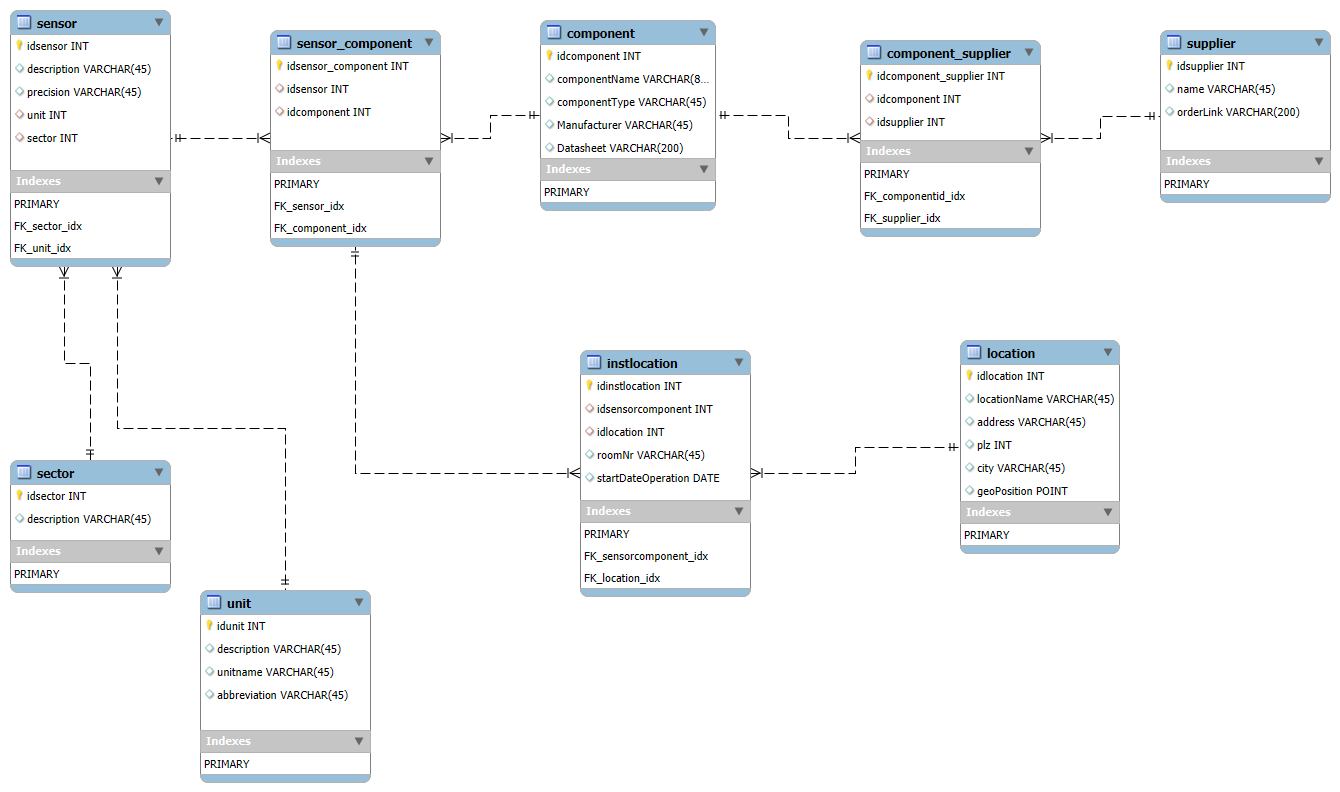 sensor
idsensor INT
description VARCHAR(45)
precision VARCHAR(45)
unit INT
sector INT
Indexes
PRIMARY
FK_sector_idx
FK_unit_idx
sensor_component
idsensor_component INT
idsensor INT
idcomponent INT
Indexes
PRIMARY
FK_sensor_idx
FK_component_idx
component
idcomponent INT
componentName VARCHAR(8...
componentType VARCHAR(45)
Manufacturer VARCHAR(45)
Datasheet VARCHAR(200)
Indexes
PRIMARY
component_supplier
idcomponent_supplier INT
idcomponent INT
idsupplier INT
Indexes
PRIMARY
FK_componentid_idx
FK_supplier_idx
supplier
idsupplier INT
name VARCHAR(45)
orderLink VARCHAR(200)
Indexes
PRIMARY
instlocation
idinstlocation INT
idsensorcomponent INT
idlocation INT
roomNr VARCHAR(45)
startDateOperation DATE
Indexes
PRIMARY
FK_sensorcomponent_idx
FK_location_idx
location
idlocation INT
locationName VARCHAR(45)
address VARCHAR(45)
plz INT
city VARCHAR(45)
geoPosition POINT
Indexes
PRIMARY
sector
idsector INT
description VARCHAR(45)
Indexes
PRIMARY
unit
idunit INT
description VARCHAR(45)
unitname VARCHAR(45)
abbreviation VARCHAR(45)
Indexes
PRIMARY